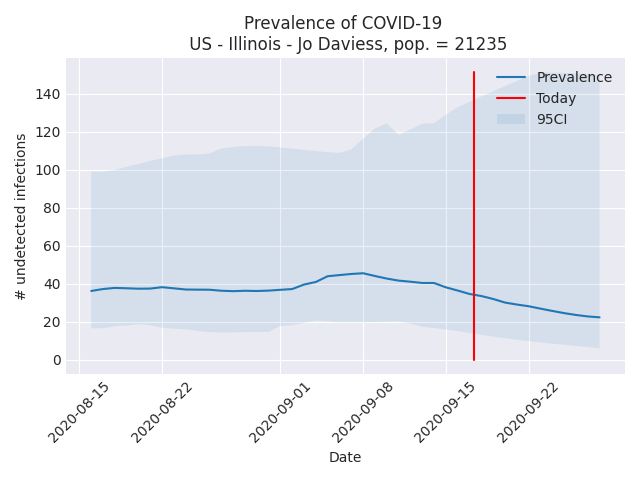 Prevalence of COVID-19
US - Illinois - Jo Daviess, pop. = 21235
Prevalence
Today
95CI
# undetected infections
140
120
100
80
60
40
20
0
2020-08-15
2020-08-22
2020-09-01
2020-09-08
2020-09-15
2020-09-22
Date